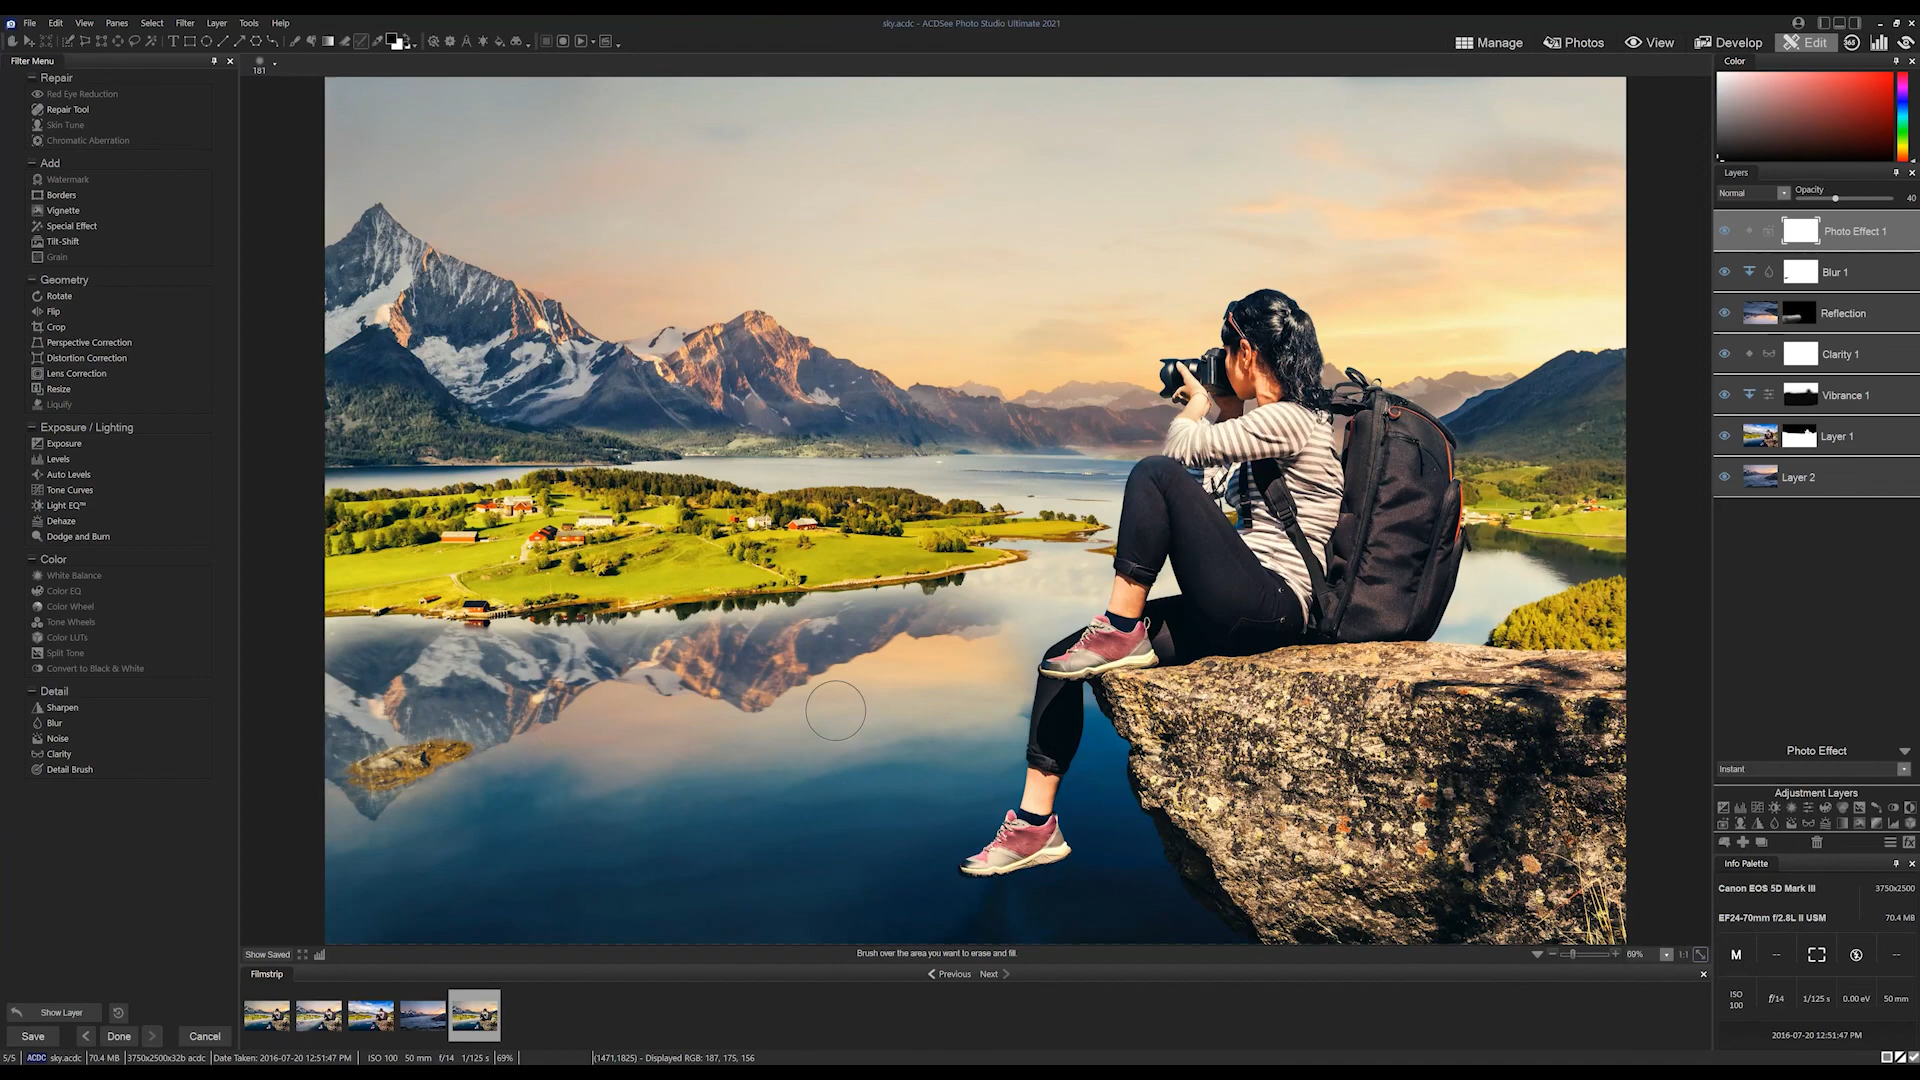 File Edit View Panes Select Filter Layer Tools Help
sky.acdc - ACDSee Photo Studio Ultimate 2021
Manage Photos View Develop Edit 365
Filter Menu
181
Repair
Red Eye Reduction
Repair Tool
Skin Tune
Chromatic Aberration
Add
Watermark
Borders
Vignette
Special Effect
Tilt-Shift
Grain
Geometry
Rotate
Flip
Crop
Perspective Correction
Distortion Correction
Lens Correction
Resize
Liquify
Exposure / Lighting
Exposure
Levels
Auto Levels
Tone Curves
Light EQ™
Dehaze
Dodge and Burn
Color
White Balance
Color EQ
Color Wheel
Tone Wheels
Color LUTs
Split Tone
Convert to Black & White
Detail
Sharpen
Blur
Noise
Clarity
Detail Brush
Show Layer
Save Done Cancel
Color
Layers
Normal Opacity 40
Photo Effect 1
Blur 1
Reflection
Clarity 1
Vibrance 1
Layer 1
Layer 2
Photo Effect
Instant
Adjustment Layers
Info Palette
Canon EOS 5D Mark III 3750x2500
EF24-70mm f/2.8L II USM 70.4 MB
M -- --
ISO 100 f/14 1/125 s 0.00 eV 50 mm
2016-07-20 12:51:47 PM
Show Saved Brush over the area you want to erase and fill. 69% 1:1
Filmstrip Previous Next
5/5 ACDC sky.acdc 70.4 MB 3750x2500x32b acdc Date Taken: 2016-07-20 12:51:47 PM ISO 100 50 mm f/14 1/125 s 69% (1471,1825) - Displayed RGB: 187, 175, 156